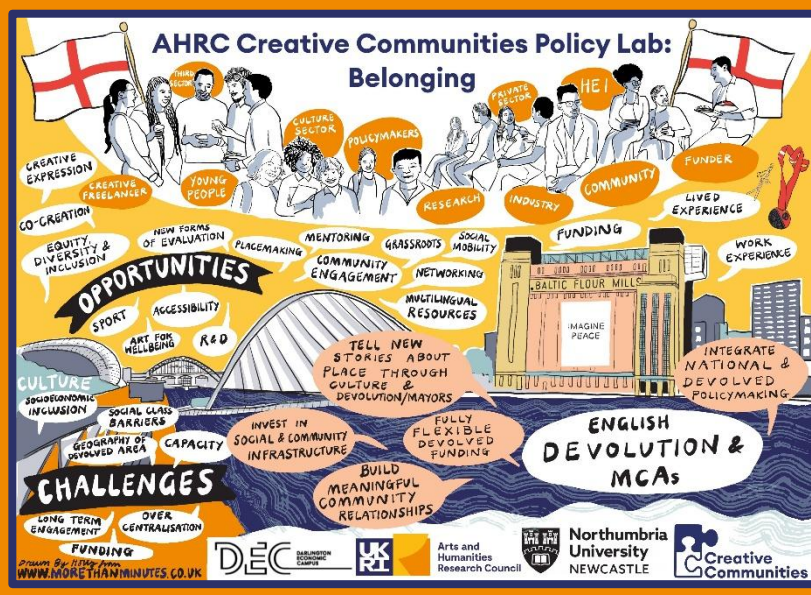 AHRC Creative Communities Policy Lab:
Belonging
THIRD
SECTOR
CULTURE
SECTOR
POLICYMAKERS
PRIVATE
SECTOR
HEI
CREATIVE
FREELANCER
YOUNG
PEOPLE
RESEARCH
INDUSTRY
COMMUNITY
FUNDER
CREATIVE
EXPRESSION
CO-CREATION
EQUITY,
DIVERSITY &
INCLUSION
NEW FORMS
OF EVALUATION
PLACEMAKING
MENTORING
GRASSROOTS
SOCIAL
MOBILITY
COMMUNITY
ENGAGEMENT
NETWORKING
MULTILINGUAL
RESOURCES
FUNDING
LIVED
EXPERIENCE
WORK
EXPERIENCE
OPPORTUNITIES
SPORT
ACCESSIBILITY
ART FOR
WELLBEING
R&D
BALTIC FLOUR MILLS
IMAGINE
PEACE
TELL NEW
STORIES ABOUT
PLACE THROUGH
CULTURE &
DEVOLUTION/MAYORS
INTEGRATE
NATIONAL &
DEVOLVED
POLICYMAKING
INVEST IN
SOCIAL & COMMUNITY
INFRASTRUCTURE
FULLY
FLEXIBLE
DEVOLVED
FUNDING
BUILD
MEANINGFUL
COMMUNITY
RELATIONSHIPS
ENGLISH
DEVOLUTION &
MCAs
CULTURE
SOCIOECONOMIC
INCLUSION
SOCIAL CLASS
BARRIERS
GEOGRAPHY OF
DEVOLVED AREA
CAPACITY
CHALLENGES
LONG TERM
ENGAGEMENT
OVER
CENTRALISATION
FUNDING
Drawn By
WWW.MORETHANMINUTES.CO.UK
DEC
DARLINGTON
ECONOMIC
CAMPUS
UK
RI
Arts and
Humanities
Research Council
Northumbria
University
NEWCASTLE
Creative
Communities